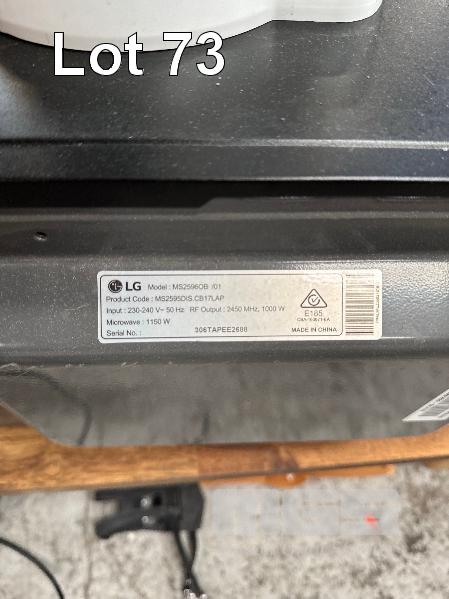 Lot 73
LG Model : MS2596OB /01
Product Code : MS2595DIS.CB17LAP
Input : 230-240 V~ 50 Hz RF Output : 2450 MHz, 1000 W
Microwave : 1150 W
Serial No. : 306TAPEE2688
E185
MADE IN CHINA